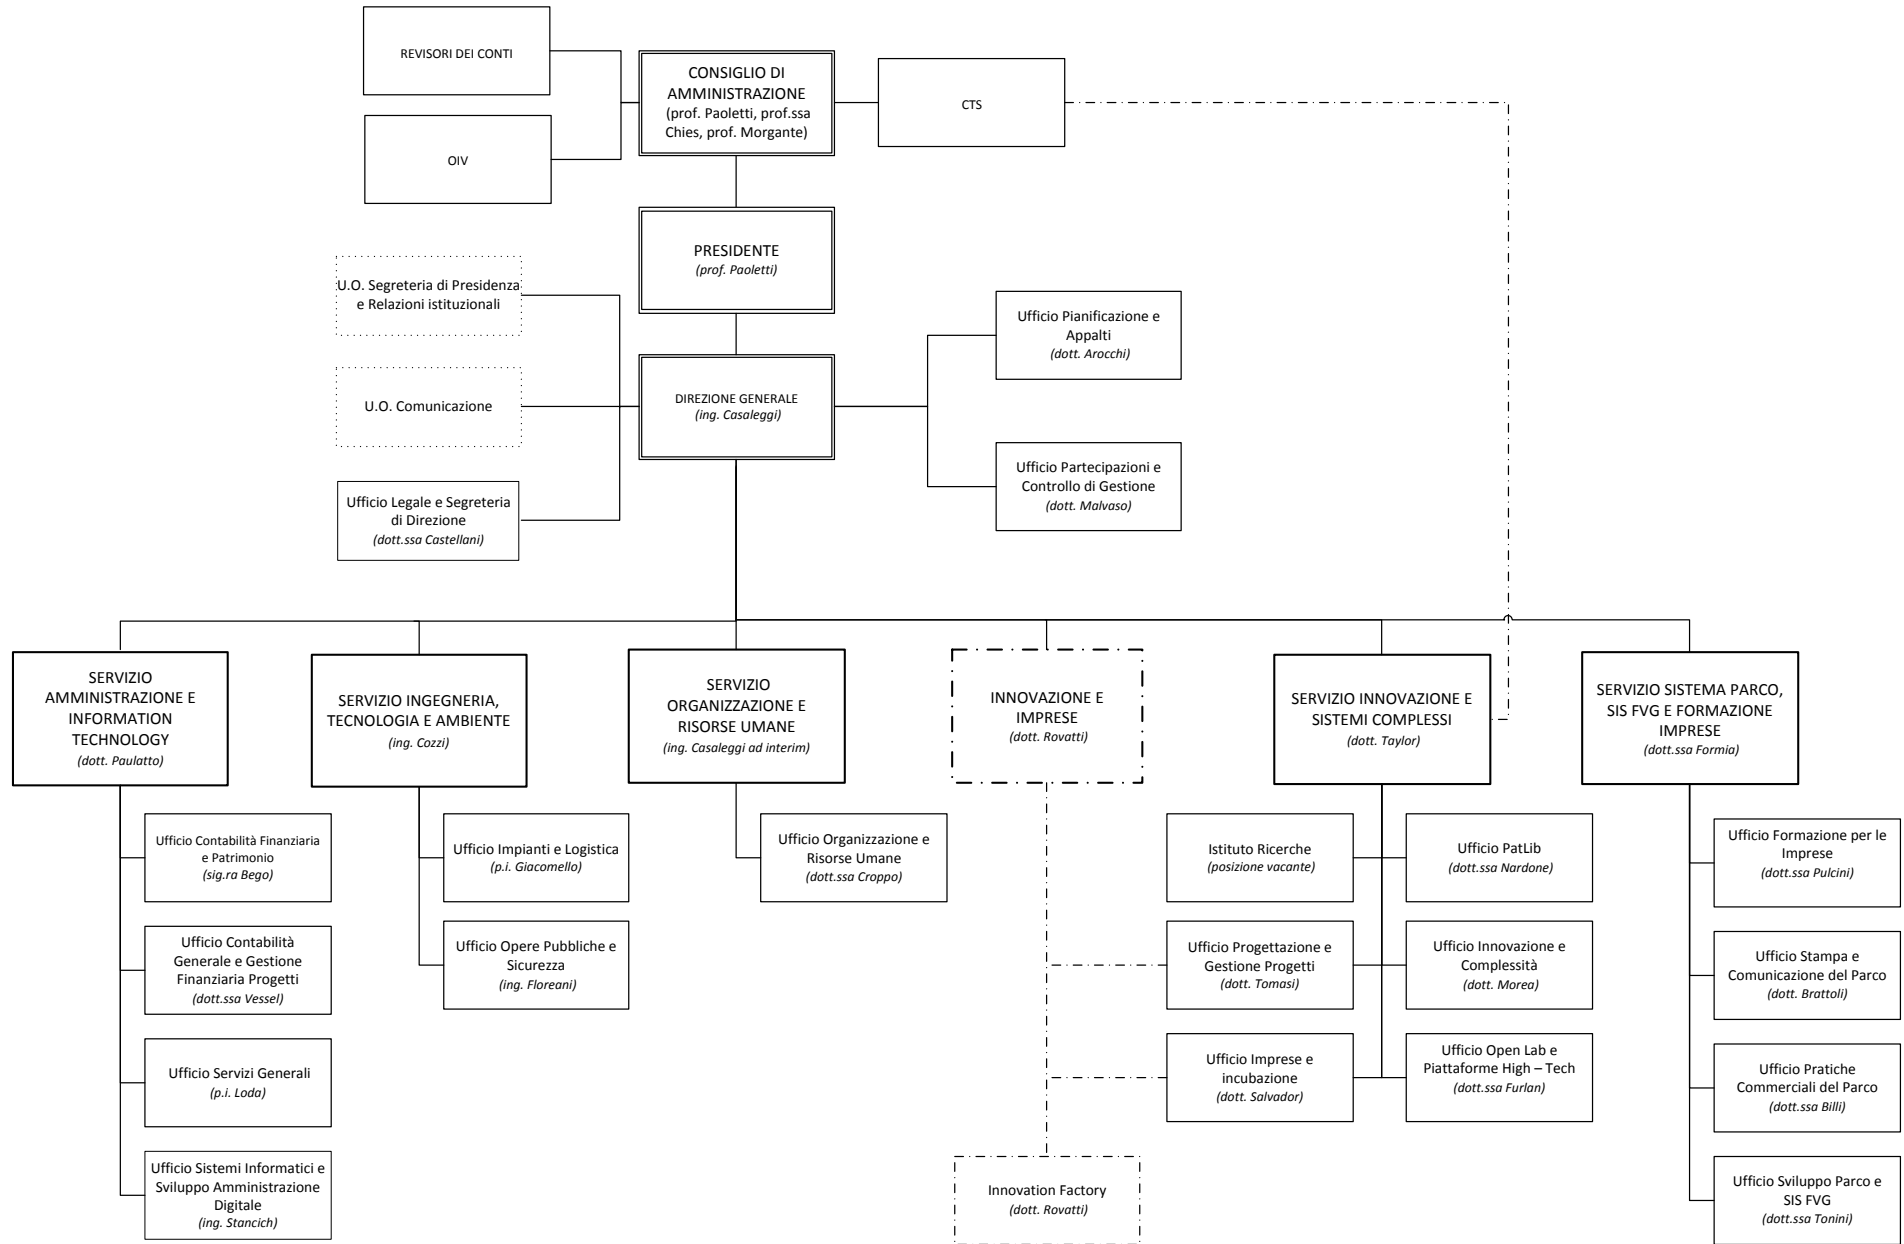 REVISORI DEI CONTI
OIV
CONSIGLIO DI
AMMINISTRAZIONE
(prof. Paoletti, prof.ssa
Chies, prof. Morgante)
CTS
PRESIDENTE
(prof. Paoletti)
U.O. Segreteria di Presidenza
e Relazioni istituzionali
U.O. Comunicazione
Ufficio Legale e Segreteria
di Direzione
(dott.ssa Castellani)
DIREZIONE GENERALE
(ing. Casaleggi)
Ufficio Pianificazione e
Appalti
(dott. Arocchi)
Ufficio Partecipazioni e
Controllo di Gestione
(dott. Malvaso)
SERVIZIO
AMMINISTRAZIONE E
INFORMATION
TECHNOLOGY
(dott. Paulatto)
SERVIZIO INGEGNERIA,
TECNOLOGIA E AMBIENTE
(ing. Cozzi)
SERVIZIO
ORGANIZZAZIONE E
RISORSE UMANE
(ing. Casaleggi ad interim)
INNOVAZIONE E
IMPRESE
(dott. Rovatti)
SERVIZIO INNOVAZIONE E
SISTEMI COMPLESSI
(dott. Taylor)
SERVIZIO SISTEMA PARCO,
SIS FVG E FORMAZIONE
IMPRESE
(dott.ssa Formia)
Ufficio Contabilità Finanziaria
e Patrimonio
(sig.ra Bego)
Ufficio Contabilità
Generale e Gestione
Finanziaria Progetti
(dott.ssa Vessel)
Ufficio Servizi Generali
(p.i. Loda)
Ufficio Sistemi Informatici e
Sviluppo Amministrazione
Digitale
(ing. Stancich)
Ufficio Impianti e Logistica
(p.i. Giacomello)
Ufficio Opere Pubbliche e
Sicurezza
(ing. Floreani)
Ufficio Organizzazione e
Risorse Umane
(dott.ssa Croppo)
Innovation Factory
(dott. Rovatti)
Istituto Ricerche
(posizione vacante)
Ufficio Progettazione e
Gestione Progetti
(dott. Tomasi)
Ufficio Imprese e
incubazione
(dott. Salvador)
Ufficio PatLib
(dott.ssa Nardone)
Ufficio Innovazione e
Complessità
(dott. Morea)
Ufficio Open Lab e
Piattaforme High – Tech
(dott.ssa Furlan)
Ufficio Formazione per le
Imprese
(dott.ssa Pulcini)
Ufficio Stampa e
Comunicazione del Parco
(dott. Brattoli)
Ufficio Pratiche
Commerciali del Parco
(dott.ssa Billi)
Ufficio Sviluppo Parco e
SIS FVG
(dott.ssa Tonini)